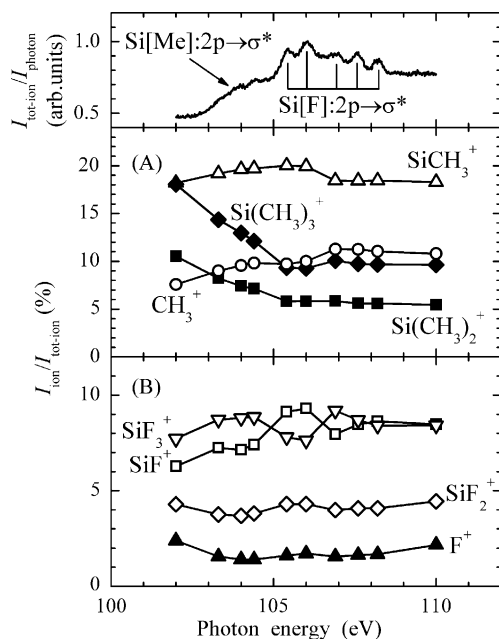 I_tot-ion/I_photon
(arb.units)
1.0
0.5
Si[Me]:2p→σ*
Si[F]:2p→σ*
I_ion/I_tot-ion (%)
(A)
20
15
10
5
0
SiCH₃⁺
Si(CH₃)₃⁺
CH₃⁺
Si(CH₃)₂⁺
(B)
10
5
0
SiF₃⁺
SiF⁺
SiF₂⁺
F⁺
100
105
110
Photon energy (eV)